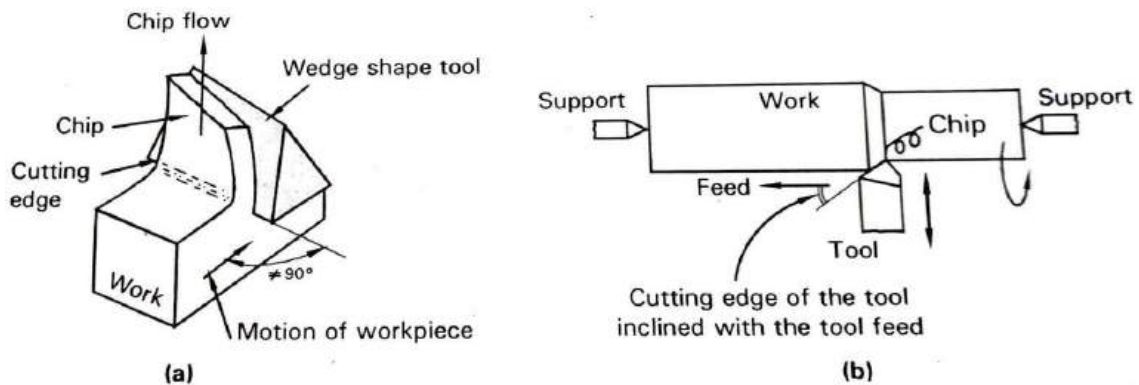 Chip flow
Wedge shape tool
Chip
Cutting
edge
Work
≠90°
Motion of workpiece
(a)
Support
Work
Support
Chip
Feed
Tool
Cutting edge of the tool
inclined with the tool feed
(b)